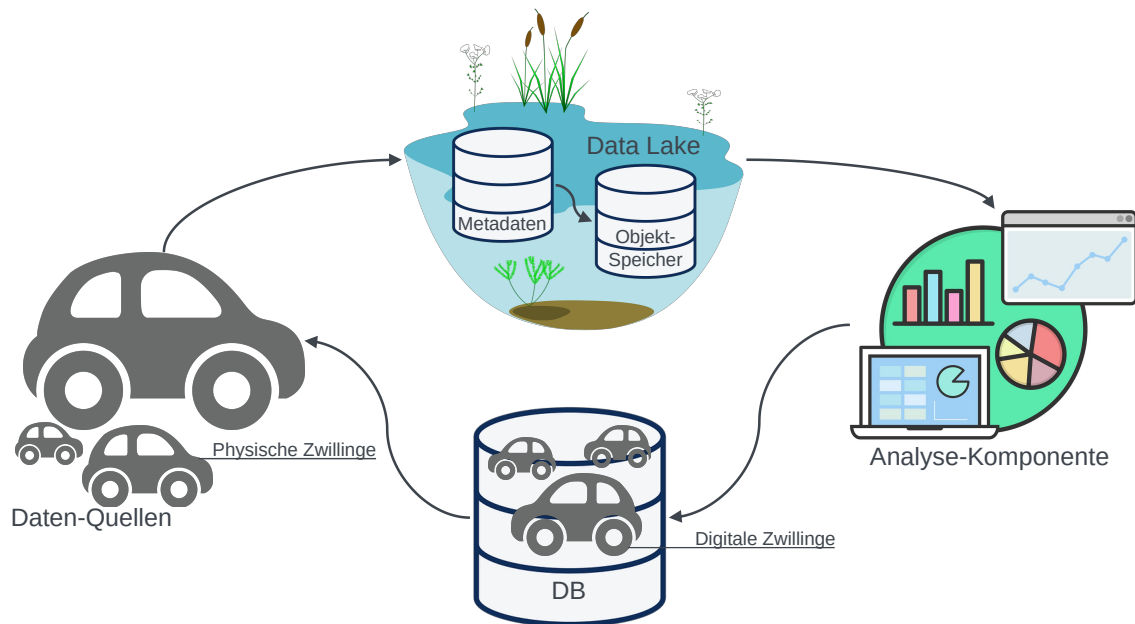 Data Lake
Metadaten
Objekt-
Speicher
Analyse-Komponente
Physische Zwillinge
Daten-Quellen
Digitale Zwillinge
DB